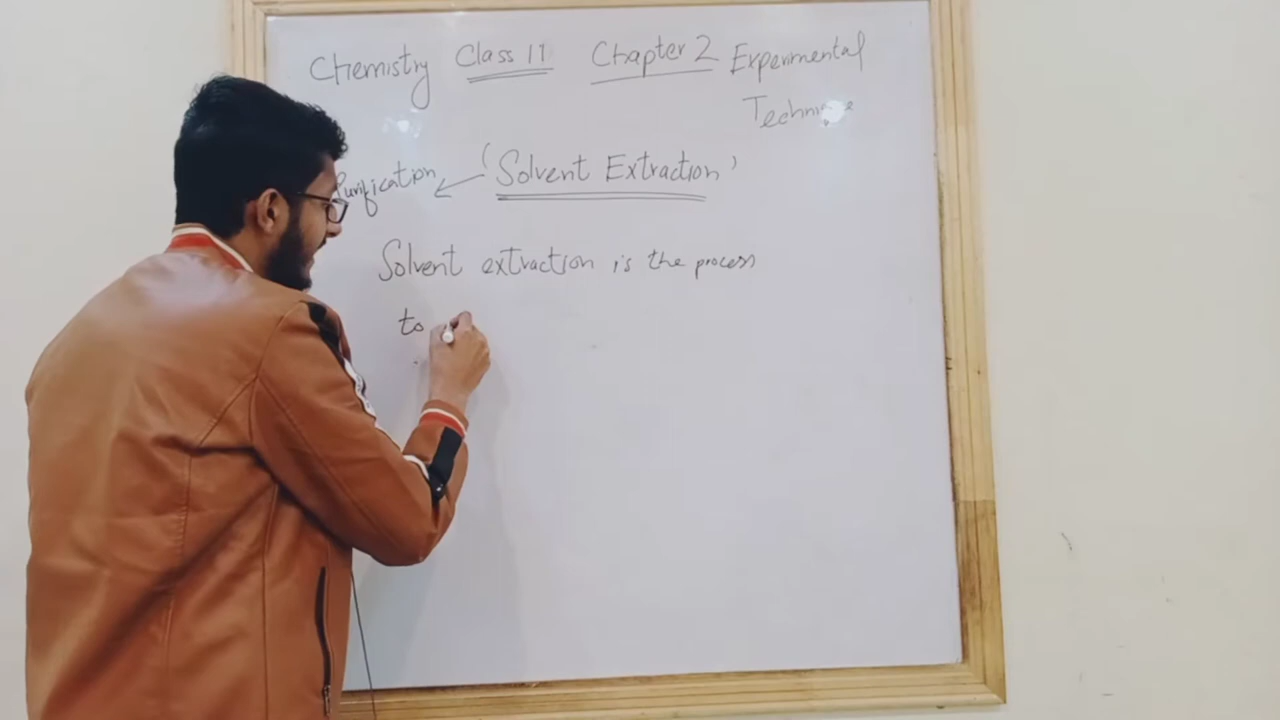 Chemistry Class 11 Chapter 2 Experimental
Purification ( Solvent Extraction )
Solvent extraction is the process
to